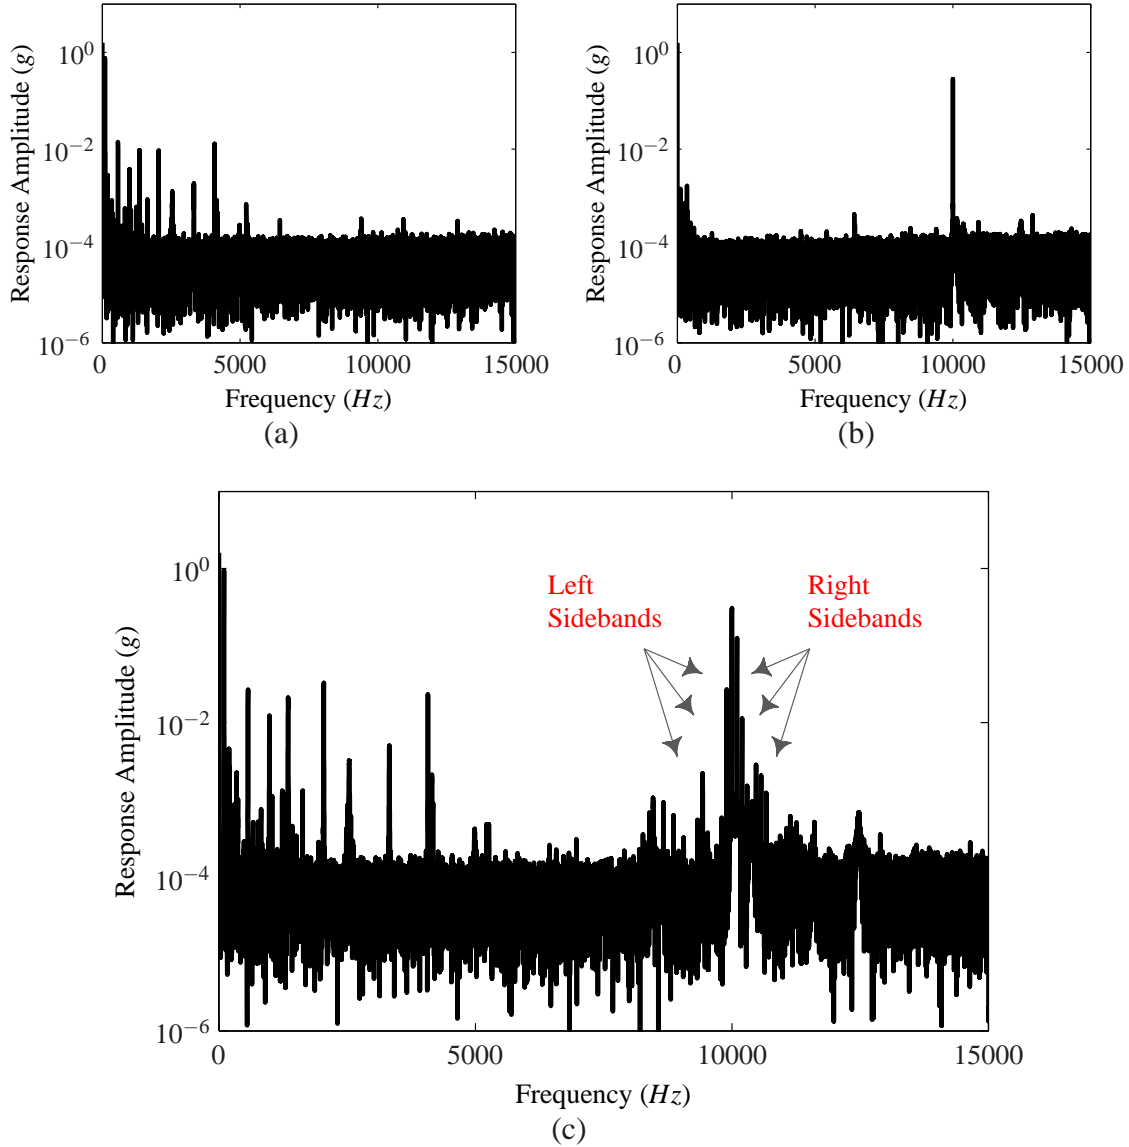 Response Amplitude (g)
10^0
10^-2
10^-4
10^-6
0 5000 10000 15000
Frequency (Hz)
(a)
Response Amplitude (g)
10^0
10^-2
10^-4
10^-6
0 5000 10000 15000
Frequency (Hz)
(b)
Response Amplitude (g)
10^0
10^-2
10^-4
10^-6
Left
Sidebands
Right
Sidebands
0 5000 10000 15000
Frequency (Hz)
(c)